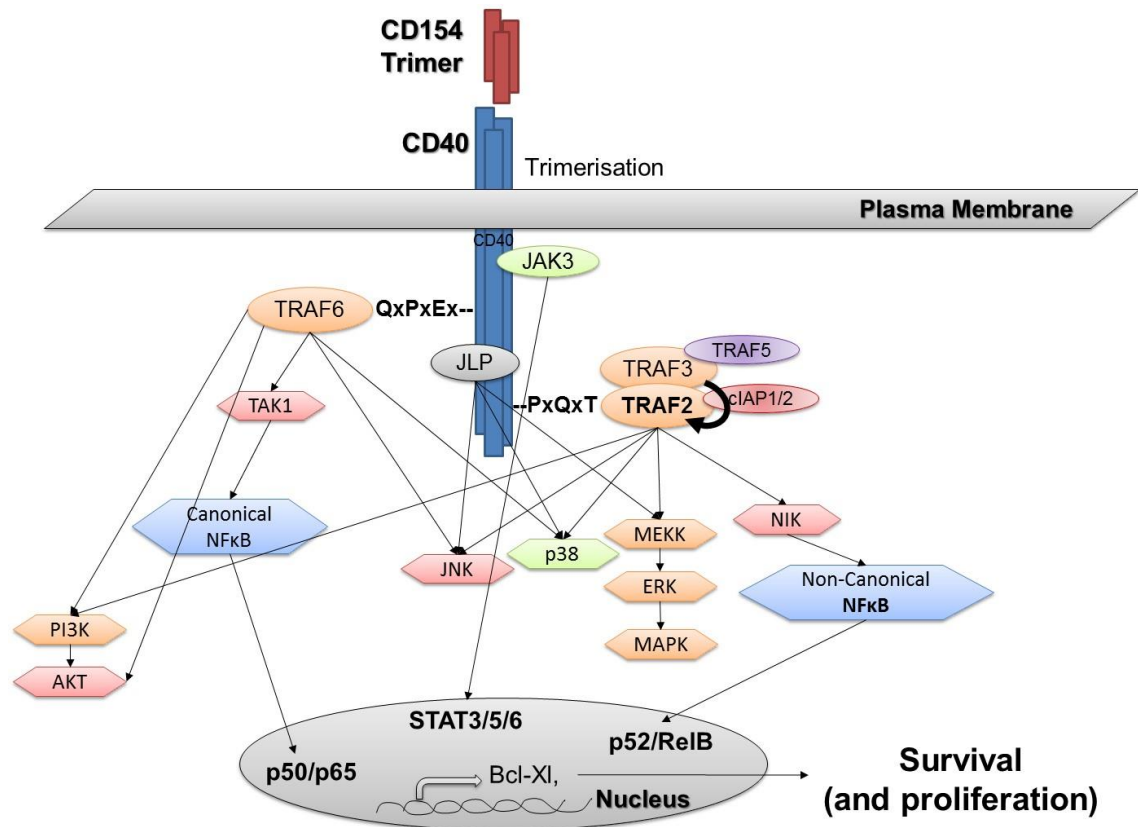 CD154
Trimer
CD40
Trimerisation
Plasma Membrane
CD40
JAK3
TRAF6
QxPxEx--
JLP
TRAF3
TRAF5
TAK1
--PxQxT
TRAF2
cIAP1/2
Canonical
NFκB
NIK
MEKK
p38
JNK
ERK
Non-Canonical
NFκB
PI3K
MAPK
AKT
STAT3/5/6
p52/RelB
p50/p65
Bcl-Xl,
Nucleus
Survival
(and proliferation)